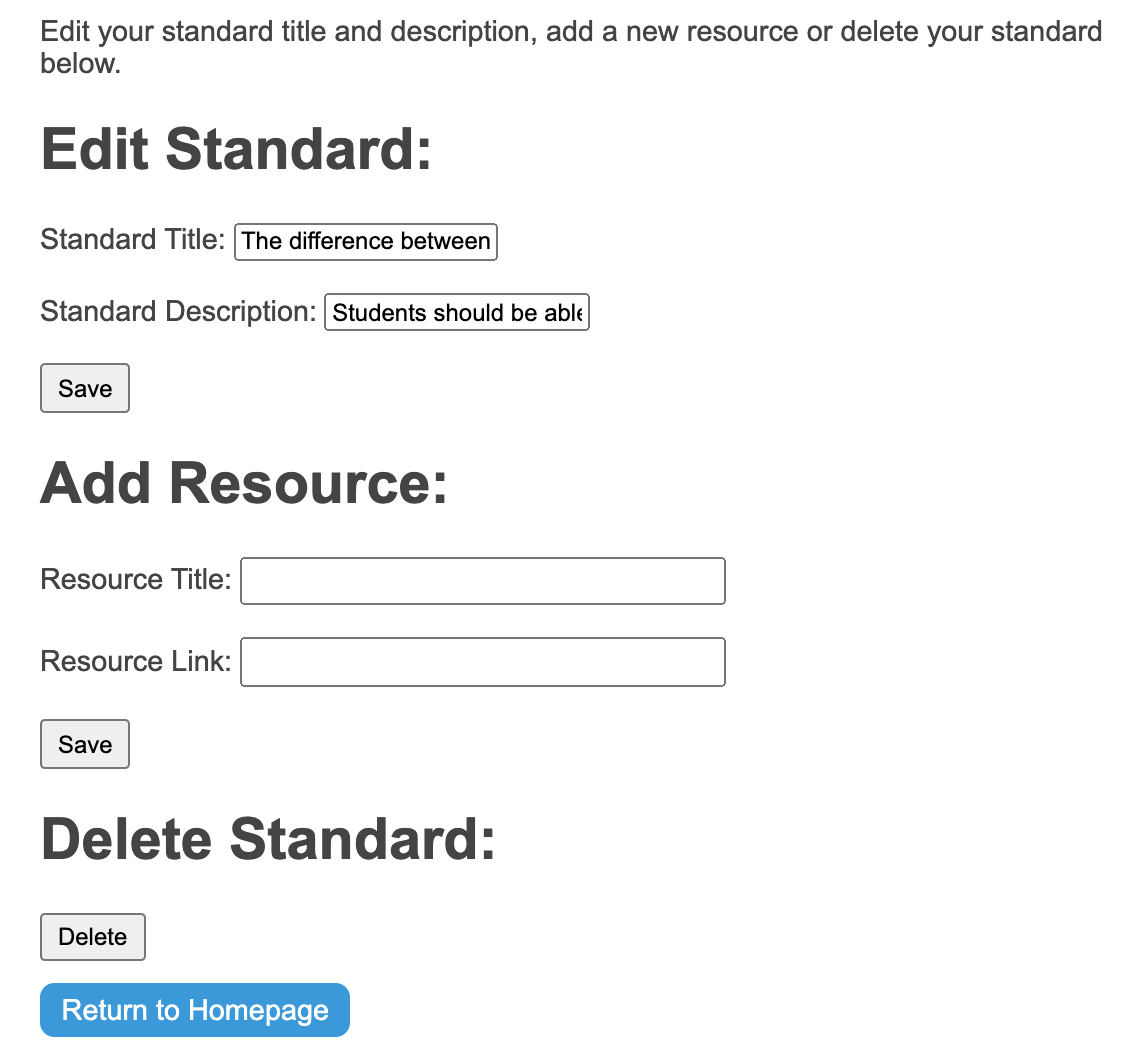 Edit your standard title and description, add a new resource or delete your standard
below.
Edit Standard:
Standard Title: The difference between
Standard Description: Students should be able
Save
Add Resource:
Resource Title:
Resource Link:
Save
Delete Standard:
Delete
Return to Homepage